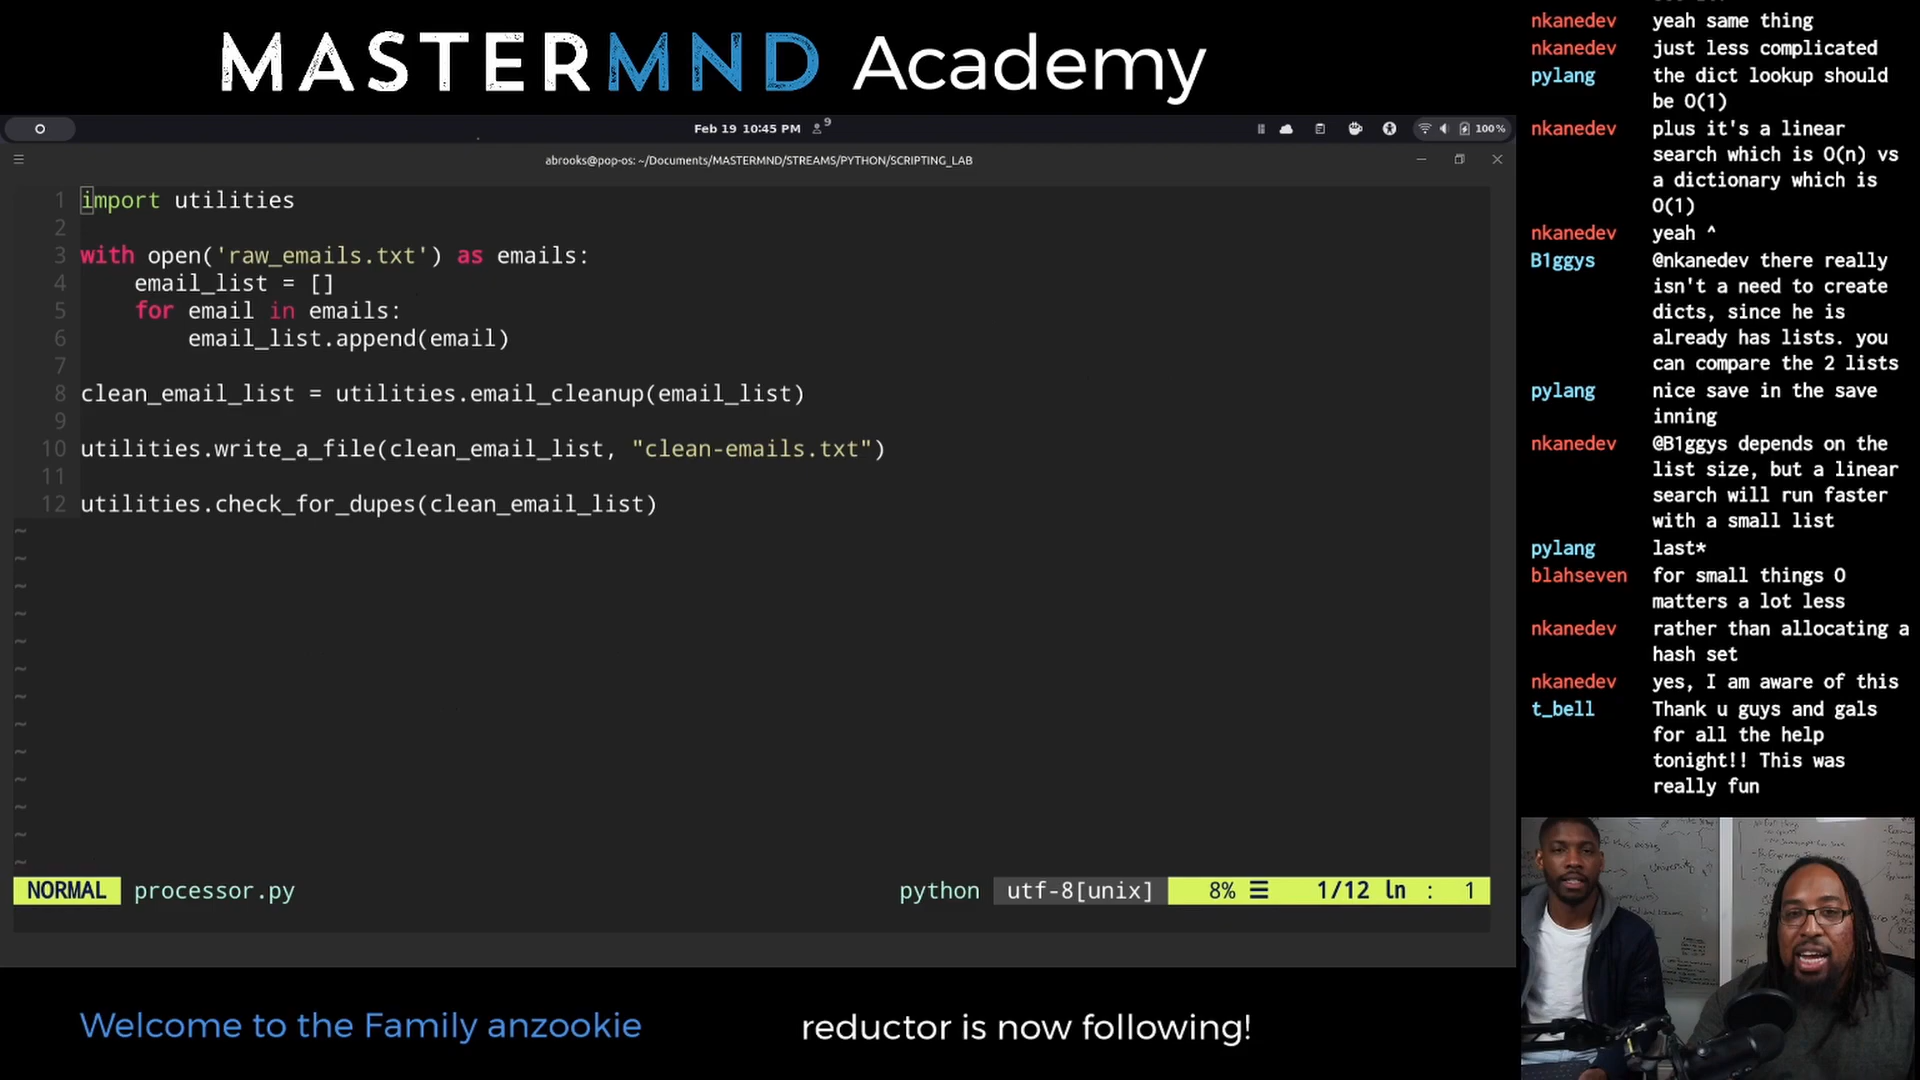 MASTERMND Academy
Feb 19 10:45 PM
9
100%
abrooks@pop-os: ~/Documents/MASTERMND/STREAMS/PYTHON/SCRIPTING_LAB
1 import utilities
2
3 with open('raw_emails.txt') as emails:
4 email_list = []
5 for email in emails:
6 email_list.append(email)
7
8 clean_email_list = utilities.email_cleanup(email_list)
9
10 utilities.write_a_file(clean_email_list, "clean-emails.txt")
11
12 utilities.check_for_dupes(clean_email_list)
~
~
~
~
~
~
~
~
~
~
~
~
~
NORMAL processor.py python utf-8[unix] 8% ☰ 1/12 ln : 1
nkanedev yeah same thing
nkanedev just less complicated
pylang the dict lookup should
be O(1)
nkanedev plus it's a linear
search which is O(n) vs
a dictionary which is
O(1)
nkanedev yeah ^
B1ggys @nkanedev there really
isn't a need to create
dicts, since he is
already has lists. you
can compare the 2 lists
pylang nice save in the save
inning
nkanedev @B1ggys depends on the
list size, but a linear
search will run faster
with a small list
pylang last*
blahseven for small things O
matters a lot less
nkanedev rather than allocating a
hash set
nkanedev yes, I am aware of this
t_bell Thank u guys and gals
for all the help
tonight!! This was
really fun
Welcome to the Family anzookie
reductor is now following!